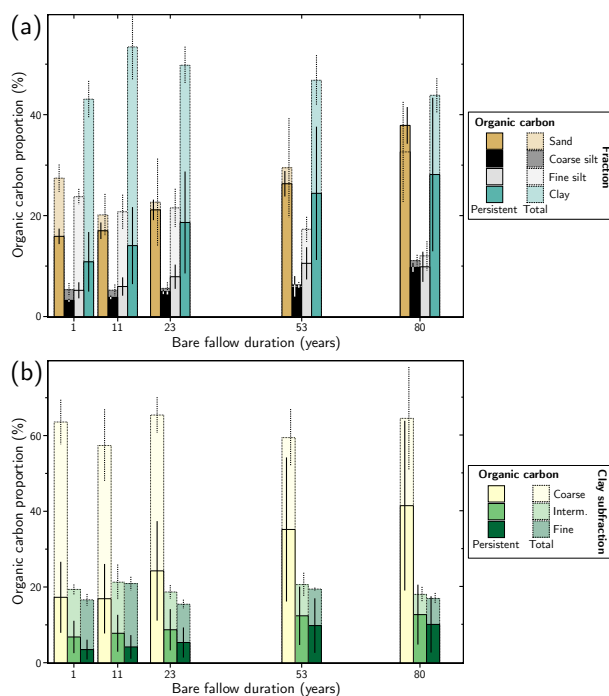 (a)
Organic carbon proportion (%)
40
20
0
1 11 23 53 80
Bare fallow duration (years)
Organic carbon
Sand
Coarse silt
Fine silt
Clay
Persistent Total
Fraction
(b)
Organic carbon proportion (%)
60
40
20
0
1 11 23 53 80
Bare fallow duration (years)
Organic carbon
Coarse
Interm.
Fine
Persistent Total
Clay subfraction